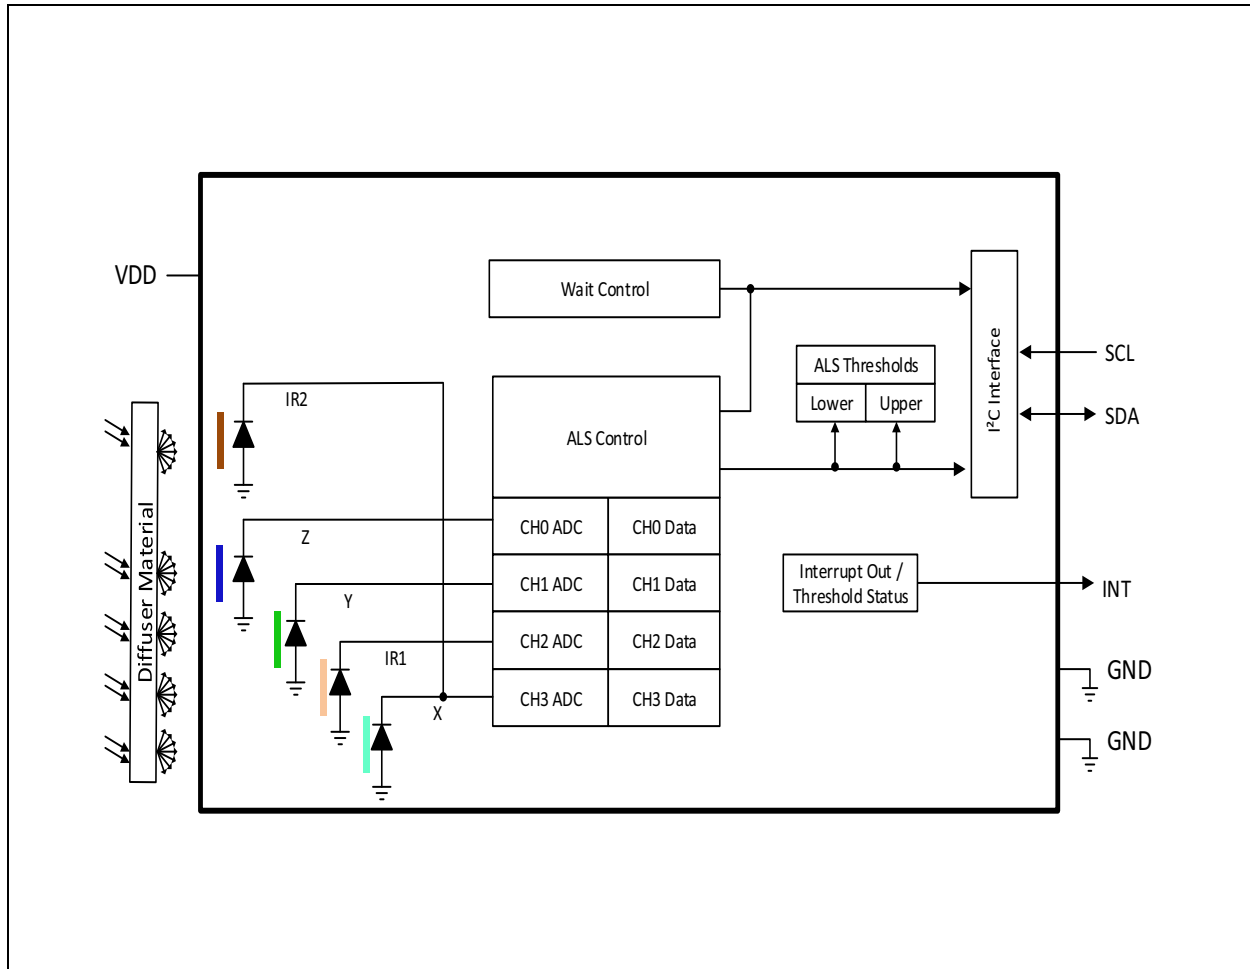 VDD
Diffuser Material
IR2
Z
Y
IR1
X
Wait Control
ALS Control
CH0 ADC
CH0 Data
CH1 ADC
CH1 Data
CH2 ADC
CH2 Data
CH3 ADC
CH3 Data
ALS Thresholds
Lower
Upper
I²C Interface
Interrupt Out /
Threshold Status
SCL
SDA
INT
GND
GND